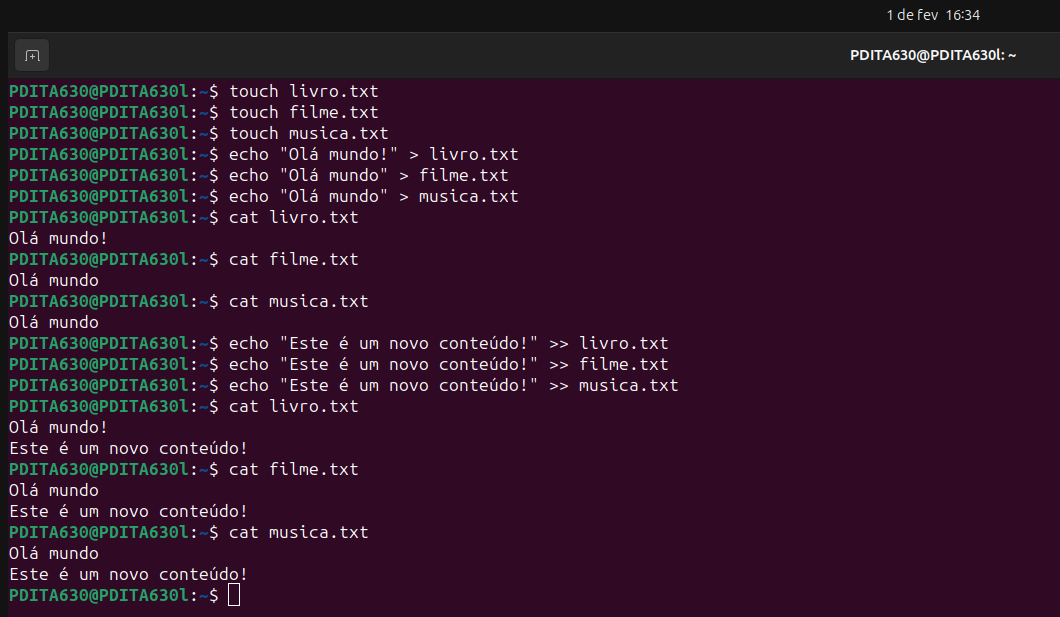 1 de fev 16:34
PDITA630@PDITA630l: ~
PDITA630@PDITA630l:~$ touch livro.txt
PDITA630@PDITA630l:~$ touch filme.txt
PDITA630@PDITA630l:~$ touch musica.txt
PDITA630@PDITA630l:~$ echo "Olá mundo!" > livro.txt
PDITA630@PDITA630l:~$ echo "Olá mundo" > filme.txt
PDITA630@PDITA630l:~$ echo "Olá mundo" > musica.txt
PDITA630@PDITA630l:~$ cat livro.txt
Olá mundo!
PDITA630@PDITA630l:~$ cat filme.txt
Olá mundo
PDITA630@PDITA630l:~$ cat musica.txt
Olá mundo
PDITA630@PDITA630l:~$ echo "Este é um novo conteúdo!" >> livro.txt
PDITA630@PDITA630l:~$ echo "Este é um novo conteúdo!" >> filme.txt
PDITA630@PDITA630l:~$ echo "Este é um novo conteúdo!" >> musica.txt
PDITA630@PDITA630l:~$ cat livro.txt
Olá mundo!
Este é um novo conteúdo!
PDITA630@PDITA630l:~$ cat filme.txt
Olá mundo
Este é um novo conteúdo!
PDITA630@PDITA630l:~$ cat musica.txt
Olá mundo
Este é um novo conteúdo!
PDITA630@PDITA630l:~$